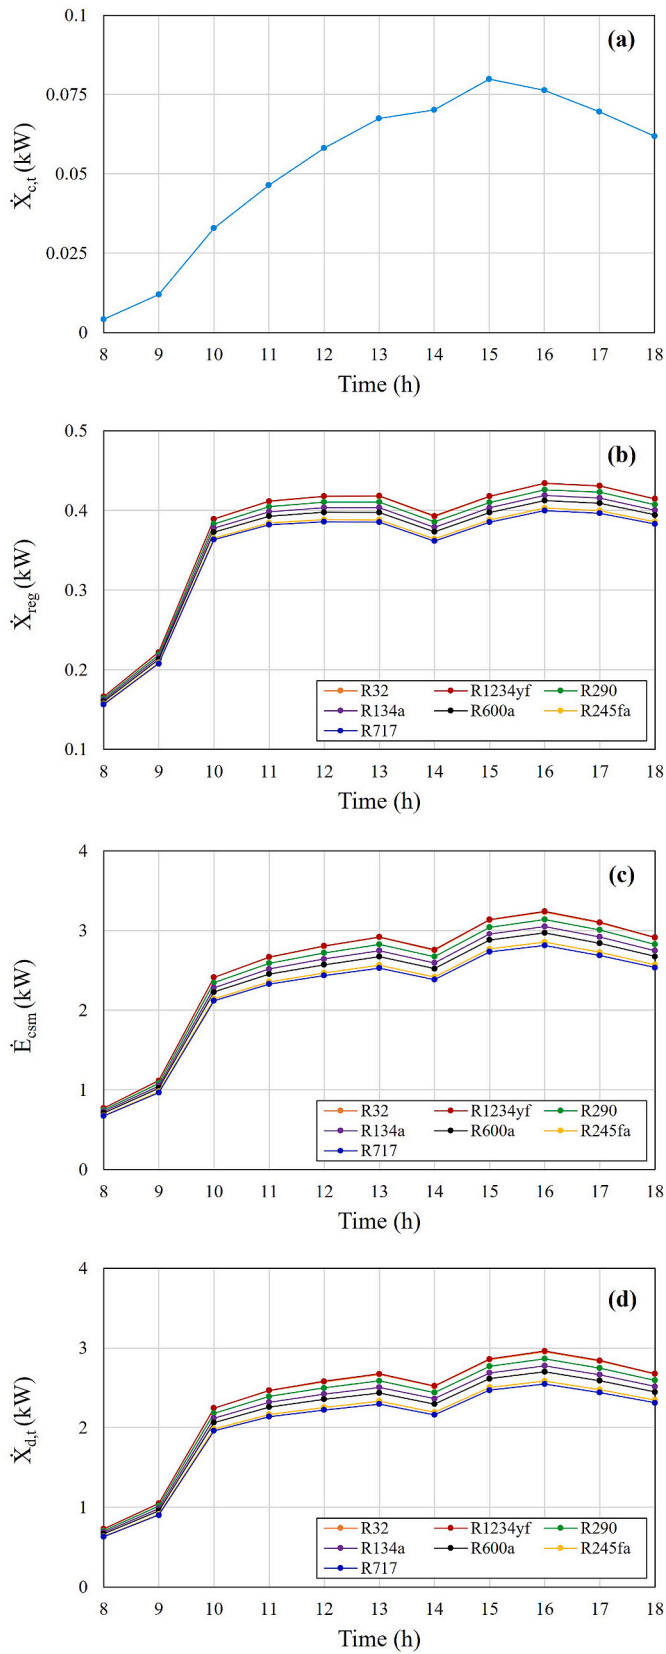 (a)
0.1
0.075
0.05
0.025
0
Ẋc,t (kW)
8 9 10 11 12 13 14 15 16 17 18
Time (h)
(b)
0.5
0.4
0.3
0.2
0.1
Ẋreg (kW)
R32 R1234yf R290
R134a R600a R245fa
R717
8 9 10 11 12 13 14 15 16 17 18
Time (h)
(c)
4
3
2
1
0
Ėcsm (kW)
R32 R1234yf R290
R134a R600a R245fa
R717
8 9 10 11 12 13 14 15 16 17 18
Time (h)
(d)
4
3
2
1
0
Ẋd,t (kW)
R32 R1234yf R290
R134a R600a R245fa
R717
8 9 10 11 12 13 14 15 16 17 18
Time (h)